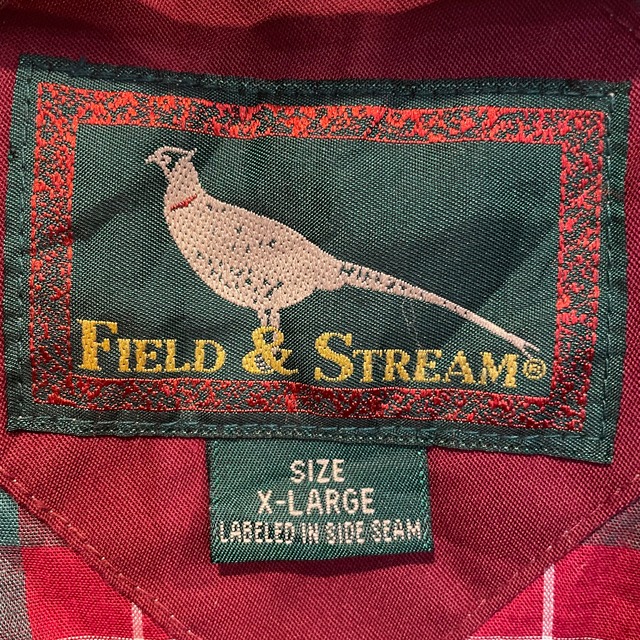 FIELD & STREAM®
SIZE
X-LARGE
LABELED IN SIDE SEAM